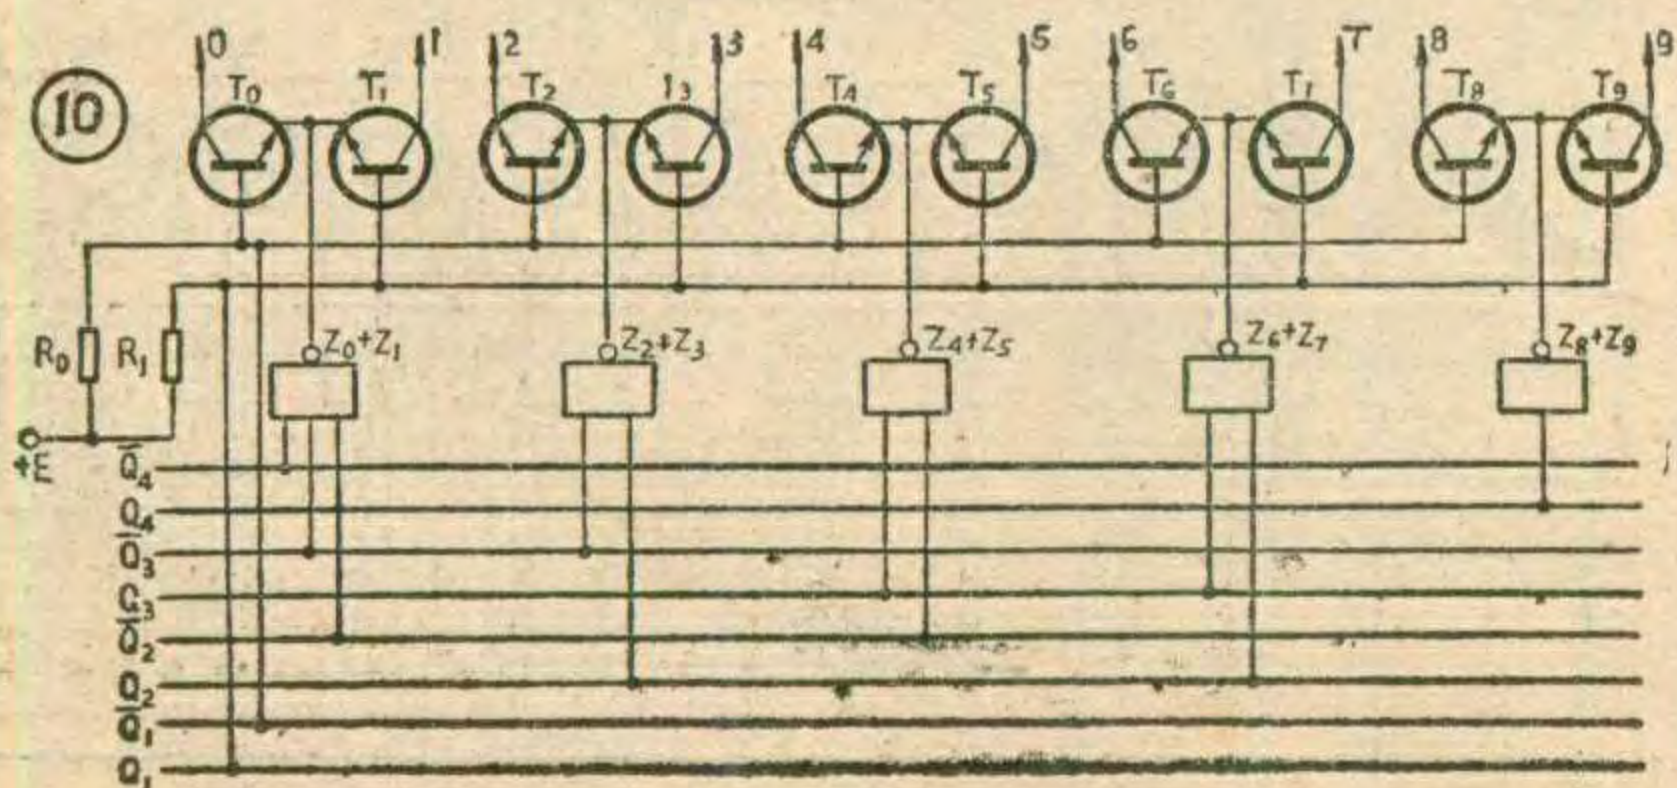 10
0 1 2 3 4 5 6 7 8 9
T₀ T₁ T₂ T₃ T₄ T₅ T₆ T₇ T₈ T₉
R₀ R₁
Z₀+Z₁ Z₂+Z₃ Z₄+Z₅ Z₆+Z₇ Z₈+Z₉
+E
Q̅₄
Q₄
Q̅₃
Q₃
Q̅₂
Q₂
Q̅₁
Q₁